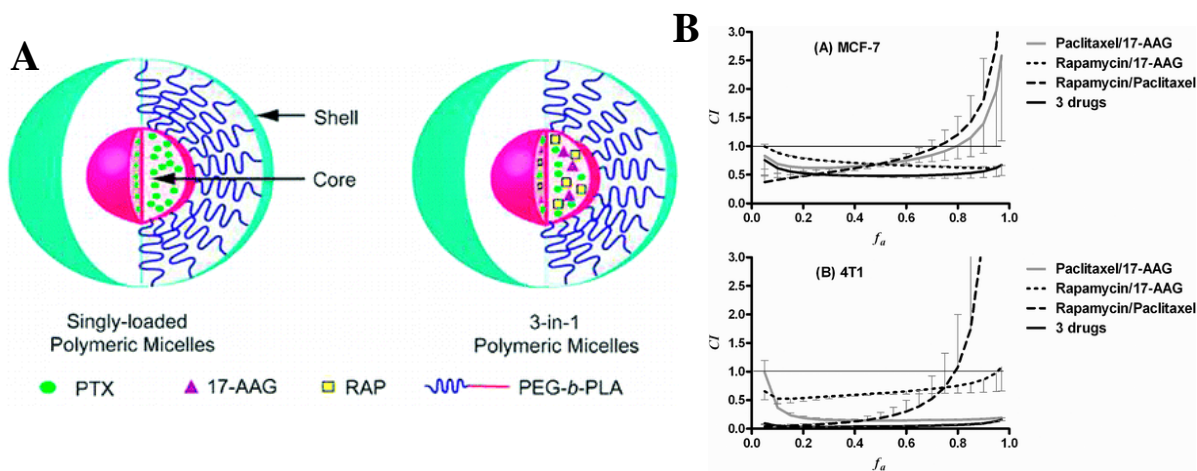 A
Shell
Core
Singly-loaded
Polymeric Micelles
3-in-1
Polymeric Micelles
PTX
17-AAG
RAP
PEG-b-PLA
B
(A) MCF-7
CI
3.0
2.5
2.0
1.5
1.0
0.5
0.0
0.0 0.2 0.4 0.6 0.8 1.0
fa
Paclitaxel/17-AAG
Rapamycin/17-AAG
Rapamycin/Paclitaxel
3 drugs
(B) 4T1
CI
3.0
2.5
2.0
1.5
1.0
0.5
0.0
0.0 0.2 0.4 0.6 0.8 1.0
fa
Paclitaxel/17-AAG
Rapamycin/17-AAG
Rapamycin/Paclitaxel
3 drugs